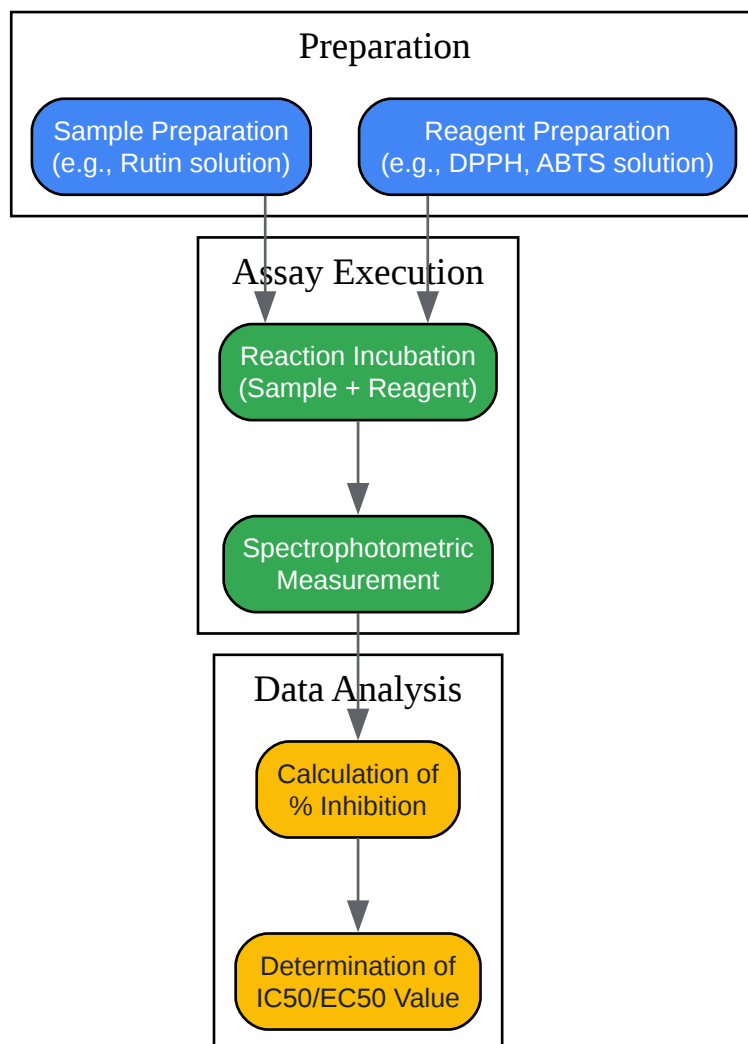 Preparation
Sample Preparation
(e.g., Rutin solution)
Reagent Preparation
(e.g., DPPH, ABTS solution)
Assay Execution
Reaction Incubation
(Sample + Reagent)
Spectrophotometric
Measurement
Data Analysis
Calculation of
% Inhibition
Determination of
IC50/EC50 Value